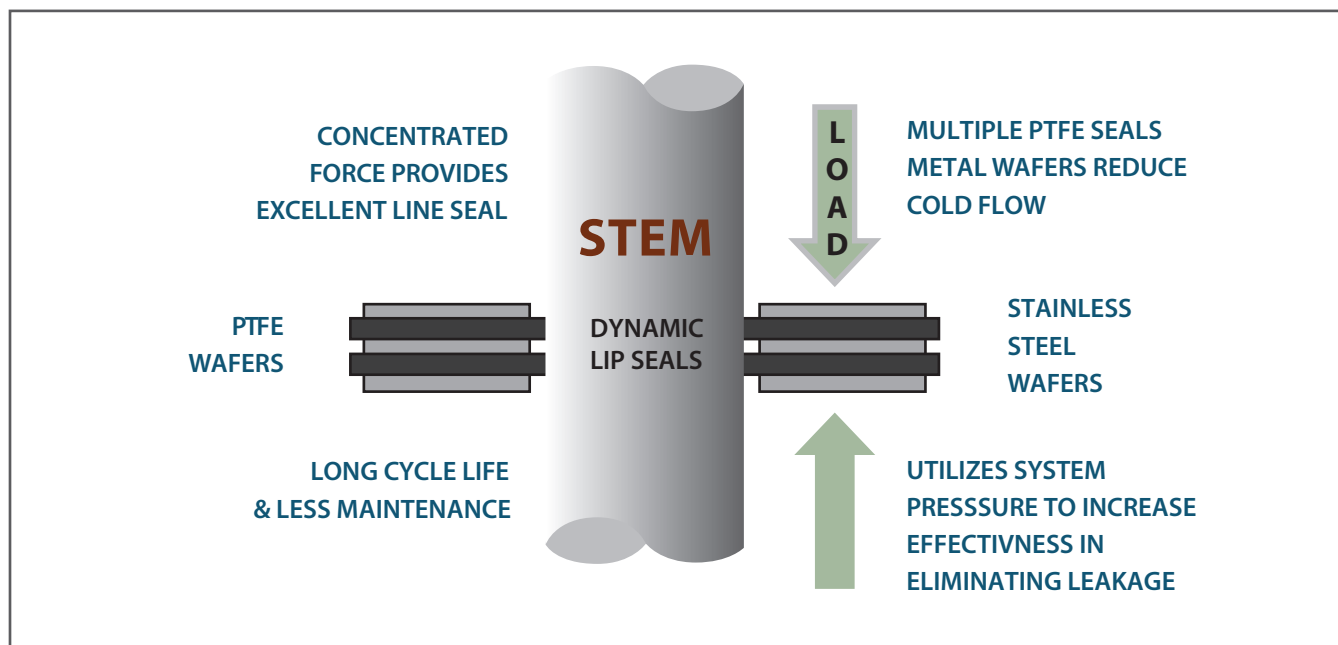 CONCENTRATED
FORCE PROVIDES
EXCELLENT LINE SEAL
STEM
LOAD
MULTIPLE PTFE SEALS
METAL WAFERS REDUCE
COLD FLOW
PTFE
WAFERS
DYNAMIC
LIP SEALS
STAINLESS
STEEL
WAFERS
LONG CYCLE LIFE
& LESS MAINTENANCE
UTILIZES SYSTEM
PRESSSURE TO INCREASE
EFFECTIVNESS IN
ELIMINATING LEAKAGE